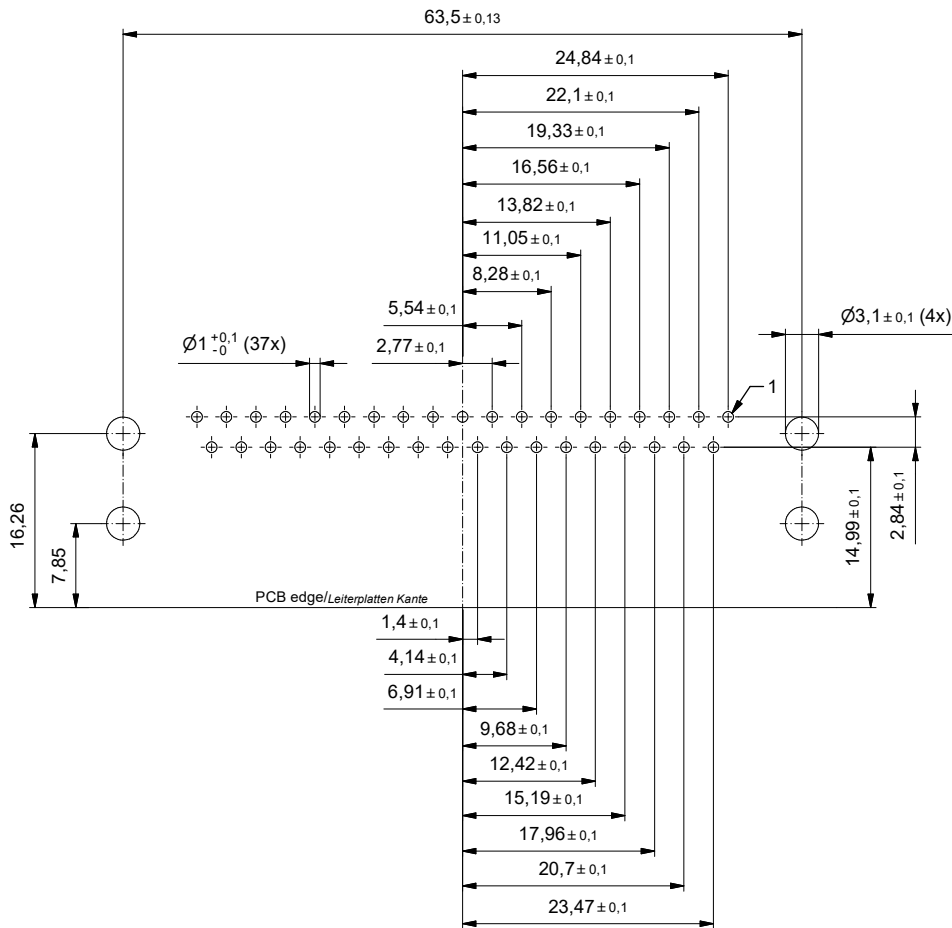 63,5 ± 0,13
24,84 ± 0,1
22,1 ± 0,1
19,33 ± 0,1
16,56 ± 0,1
13,82 ± 0,1
11,05 ± 0,1
8,28 ± 0,1
5,54 ± 0,1
Ø3,1 ± 0,1 (4x)
Ø1 +0,1 -0 (37x)
2,77 ± 0,1
1
16,26
7,85
14,99 ± 0,1
2,84 ± 0,1
PCB edge/Leiterplatten Kante
1,4 ± 0,1
4,14 ± 0,1
6,91 ± 0,1
9,68 ± 0,1
12,42 ± 0,1
15,19 ± 0,1
17,96 ± 0,1
20,7 ± 0,1
23,47 ± 0,1